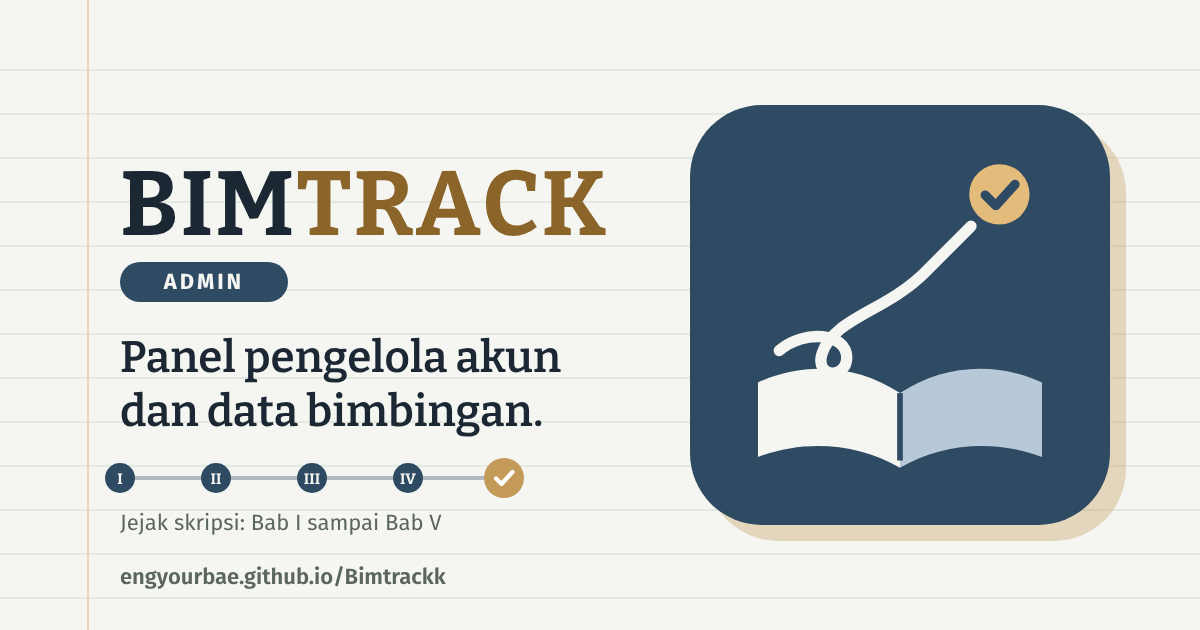 BIMTRACK
ADMIN
Panel pengelola akun
dan data bimbingan.
I II III IV
Jejak skripsi: Bab I sampai Bab V
engyourbae.github.io/Bimtrackk